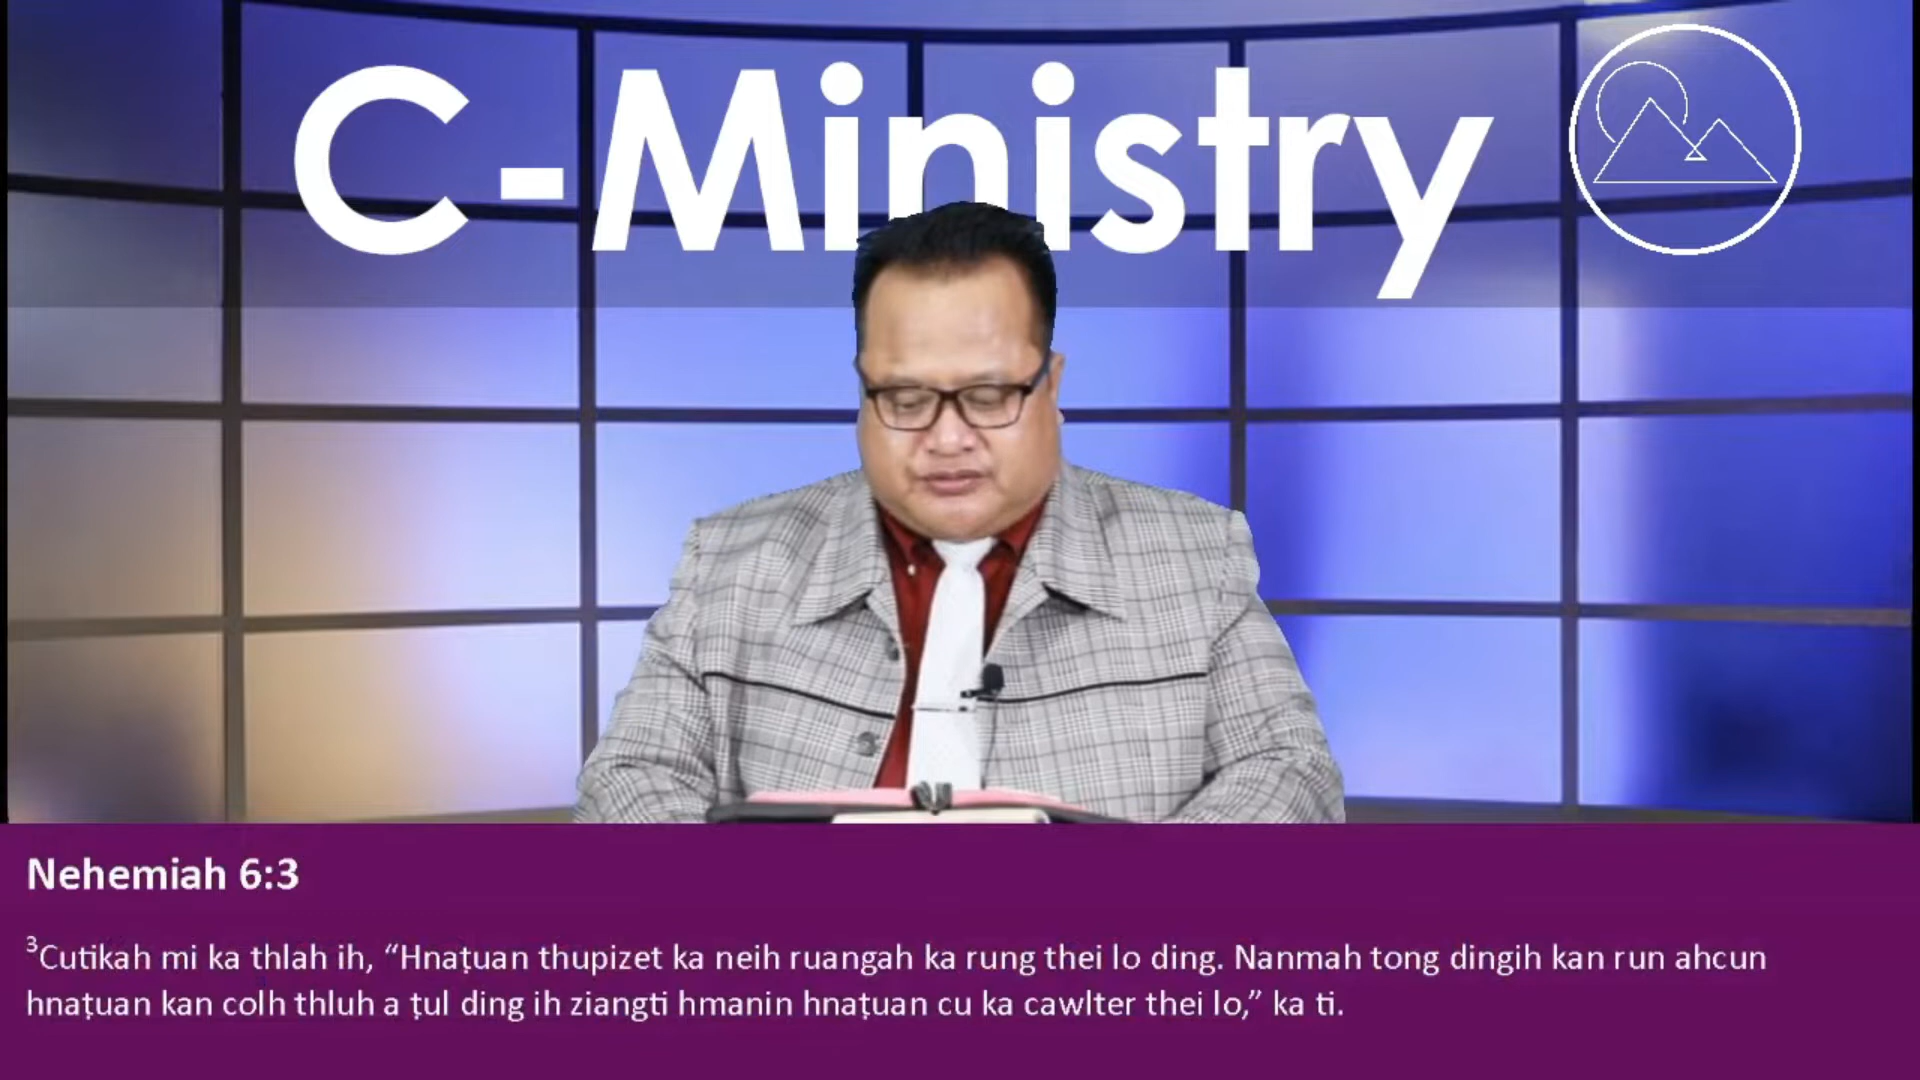 C-Ministry
Nehemiah 6:3
³Cutikah mi ka thlah ih, “Hnaṭuan thupizet ka neih ruangah ka rung thei lo ding. Nanmah tong dingih kan run ahcun
hnaṭuan kan colh thluh a ṭul ding ih ziangti hmanin hnaṭuan cu ka cawlter thei lo,” ka ti.